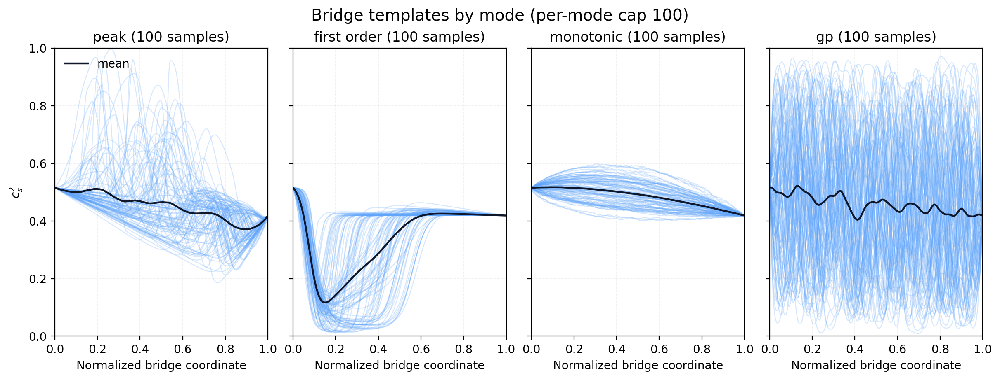 Bridge templates by mode (per-mode cap 100)
peak (100 samples)
first order (100 samples)
monotonic (100 samples)
gp (100 samples)
mean
c_s^2
1.0
0.8
0.6
0.4
0.2
0.0
0.0 0.2 0.4 0.6 0.8 1.0
0.0 0.2 0.4 0.6 0.8 1.0
0.0 0.2 0.4 0.6 0.8 1.0
0.0 0.2 0.4 0.6 0.8 1.0
Normalized bridge coordinate
Normalized bridge coordinate
Normalized bridge coordinate
Normalized bridge coordinate